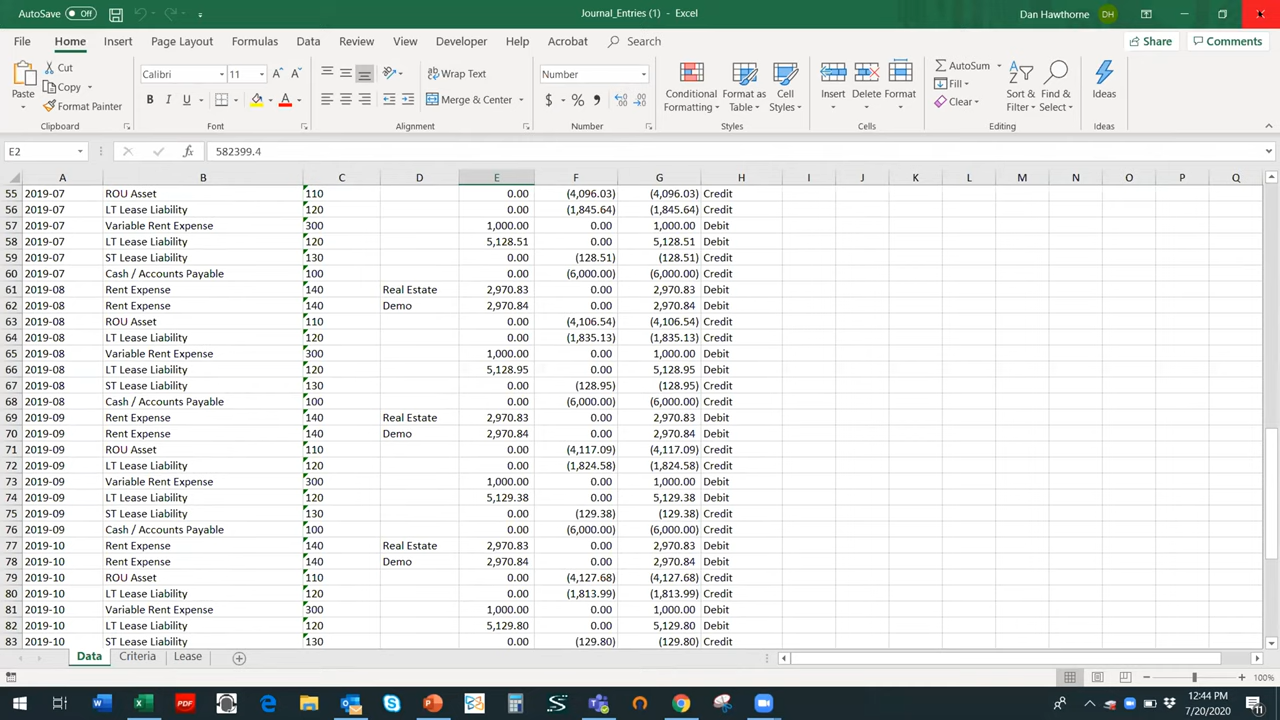 AutoSave Off Journal_Entries (1) - Excel Dan Hawthorne DH
File Home Insert Page Layout Formulas Data Review View Developer Help Acrobat Search Share Comments
Paste Cut Copy Format Painter Clipboard
Calibri 11 B I U A Font
Wrap Text Merge & Center Alignment
Number $ % , Number
Conditional Formatting Format as Table Cell Styles Styles
Insert Delete Format Cells
AutoSum Fill Clear Sort & Filter Find & Select Editing
Ideas Ideas
E2 fx 582399.4
A B C D E F G H I J K L M N O P Q
55 2019-07 ROU Asset 110 0.00 (4,096.03) (4,096.03) Credit
56 2019-07 LT Lease Liability 120 0.00 (1,845.64) (1,845.64) Credit
57 2019-07 Variable Rent Expense 300 1,000.00 0.00 1,000.00 Debit
58 2019-07 LT Lease Liability 120 5,128.51 0.00 5,128.51 Debit
59 2019-07 ST Lease Liability 130 0.00 (128.51) (128.51) Credit
60 2019-07 Cash / Accounts Payable 100 0.00 (6,000.00) (6,000.00) Credit
61 2019-08 Rent Expense 140 Real Estate 2,970.83 0.00 2,970.83 Debit
62 2019-08 Rent Expense 140 Demo 2,970.84 0.00 2,970.84 Debit
63 2019-08 ROU Asset 110 0.00 (4,106.54) (4,106.54) Credit
64 2019-08 LT Lease Liability 120 0.00 (1,835.13) (1,835.13) Credit
65 2019-08 Variable Rent Expense 300 1,000.00 0.00 1,000.00 Debit
66 2019-08 LT Lease Liability 120 5,128.95 0.00 5,128.95 Debit
67 2019-08 ST Lease Liability 130 0.00 (128.95) (128.95) Credit
68 2019-08 Cash / Accounts Payable 100 0.00 (6,000.00) (6,000.00) Credit
69 2019-09 Rent Expense 140 Real Estate 2,970.83 0.00 2,970.83 Debit
70 2019-09 Rent Expense 140 Demo 2,970.84 0.00 2,970.84 Debit
71 2019-09 ROU Asset 110 0.00 (4,117.09) (4,117.09) Credit
72 2019-09 LT Lease Liability 120 0.00 (1,824.58) (1,824.58) Credit
73 2019-09 Variable Rent Expense 300 1,000.00 0.00 1,000.00 Debit
74 2019-09 LT Lease Liability 120 5,129.38 0.00 5,129.38 Debit
75 2019-09 ST Lease Liability 130 0.00 (129.38) (129.38) Credit
76 2019-09 Cash / Accounts Payable 100 0.00 (6,000.00) (6,000.00) Credit
77 2019-10 Rent Expense 140 Real Estate 2,970.83 0.00 2,970.83 Debit
78 2019-10 Rent Expense 140 Demo 2,970.84 0.00 2,970.84 Debit
79 2019-10 ROU Asset 110 0.00 (4,127.68) (4,127.68) Credit
80 2019-10 LT Lease Liability 120 0.00 (1,813.99) (1,813.99) Credit
81 2019-10 Variable Rent Expense 300 1,000.00 0.00 1,000.00 Debit
82 2019-10 LT Lease Liability 120 5,129.80 0.00 5,129.80 Debit
83 2019-10 ST Lease Liability 130 0.00 (129.80) (129.80) Credit
Data Criteria Lease
100%
12:44 PM
7/20/2020